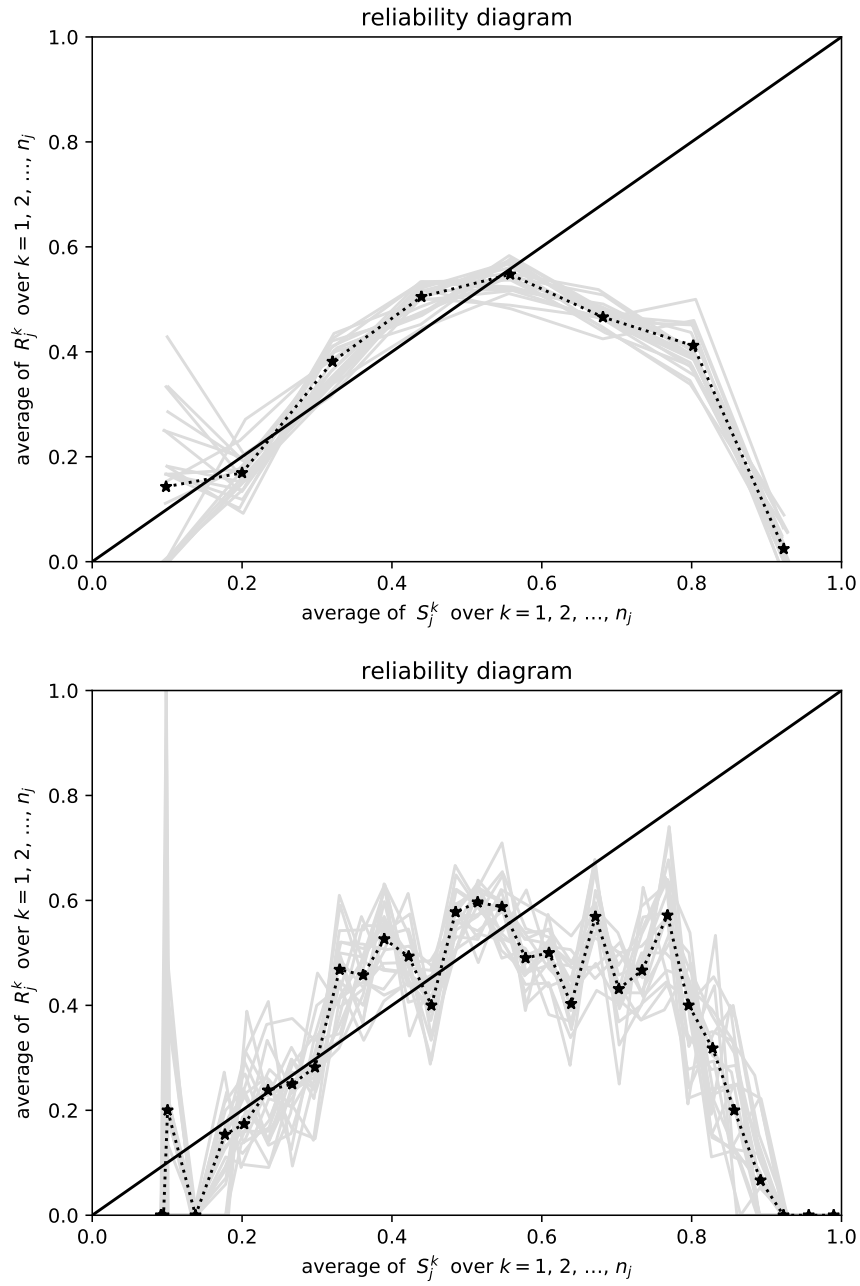 reliability diagram
1.0
0.8
0.6
0.4
0.2
0.0
average of R_j^k over k = 1, 2, ..., n_j
0.0 0.2 0.4 0.6 0.8 1.0
average of S_j^k over k = 1, 2, ..., n_j
reliability diagram
1.0
0.8
0.6
0.4
0.2
0.0
average of R_j^k over k = 1, 2, ..., n_j
0.0 0.2 0.4 0.6 0.8 1.0
average of S_j^k over k = 1, 2, ..., n_j